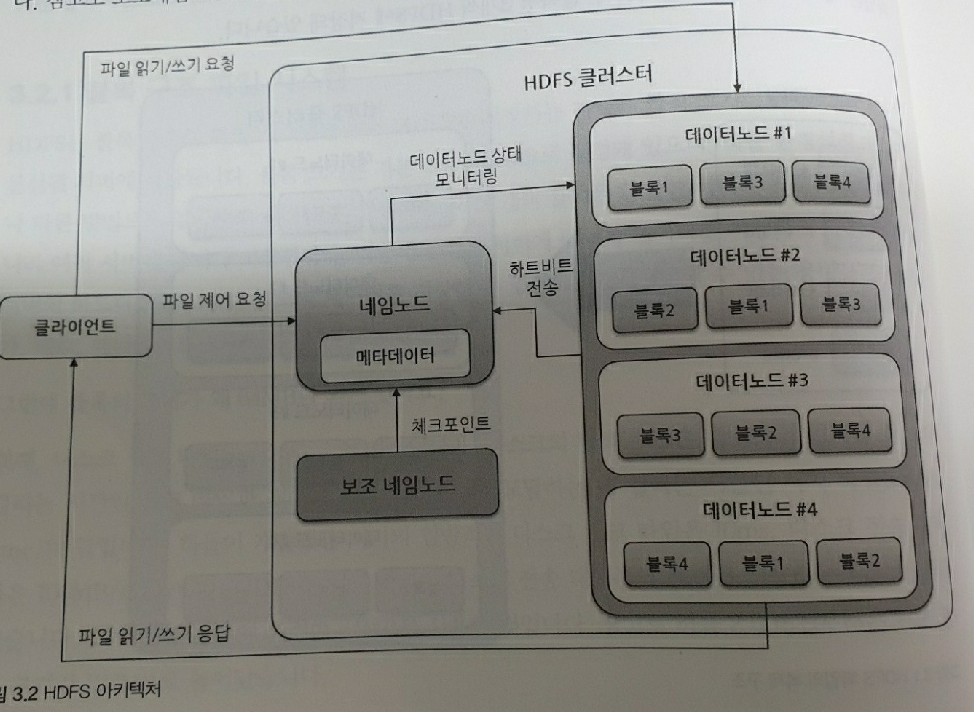 파일 읽기/쓰기 요청
HDFS 클러스터
데이터노드 #1
블록1 블록3 블록4
데이터노드 상태
모니터링
데이터노드 #2
블록2 블록1 블록3
하트비트
전송
파일 제어 요청
네임노드
클라이언트
메타데이터
데이터노드 #3
블록3 블록2 블록4
체크포인트
보조 네임노드
데이터노드 #4
블록4 블록1 블록2
파일 읽기/쓰기 응답
림 3.2 HDFS 아키텍처